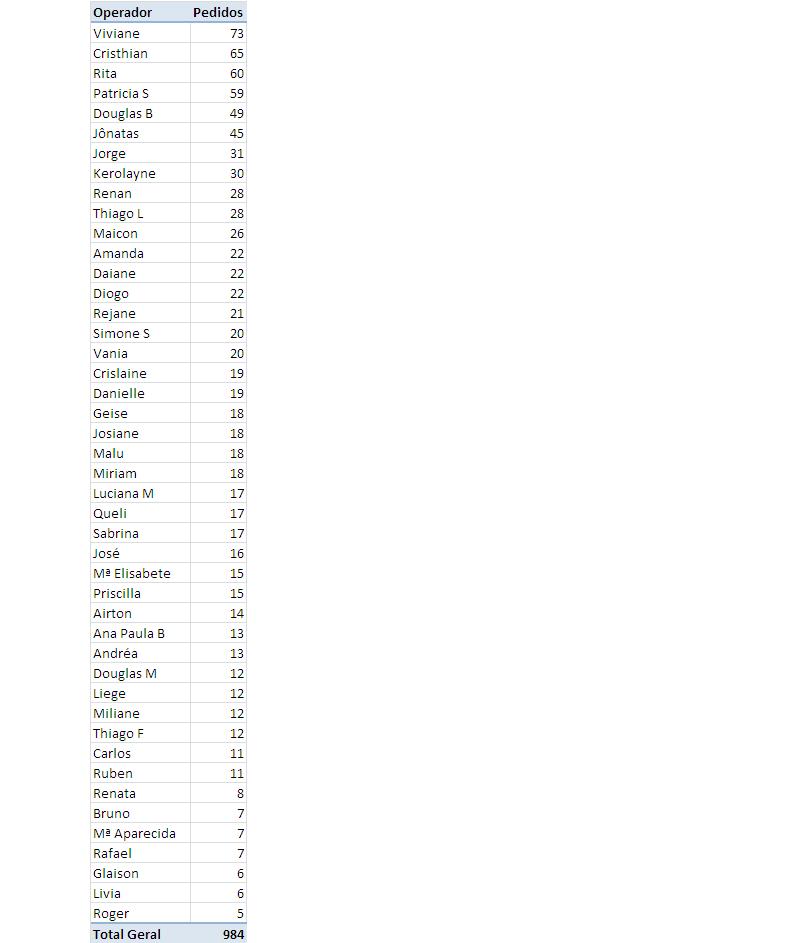 Operador Pedidos
Viviane 73
Cristhian 65
Rita 60
Patricia S 59
Douglas B 49
Jônatas 45
Jorge 31
Kerolayne 30
Renan 28
Thiago L 28
Maicon 26
Amanda 22
Daiane 22
Diogo 22
Rejane 21
Simone S 20
Vania 20
Crislaine 19
Danielle 19
Geise 18
Josiane 18
Malu 18
Miriam 18
Luciana M 17
Queli 17
Sabrina 17
José 16
Mª Elisabete 15
Priscilla 15
Airton 14
Ana Paula B 13
Andréa 13
Douglas M 12
Liege 12
Miliane 12
Thiago F 12
Carlos 11
Ruben 11
Renata 8
Bruno 7
Mª Aparecida 7
Rafael 7
Glaison 6
Livia 6
Roger 5
Total Geral 984